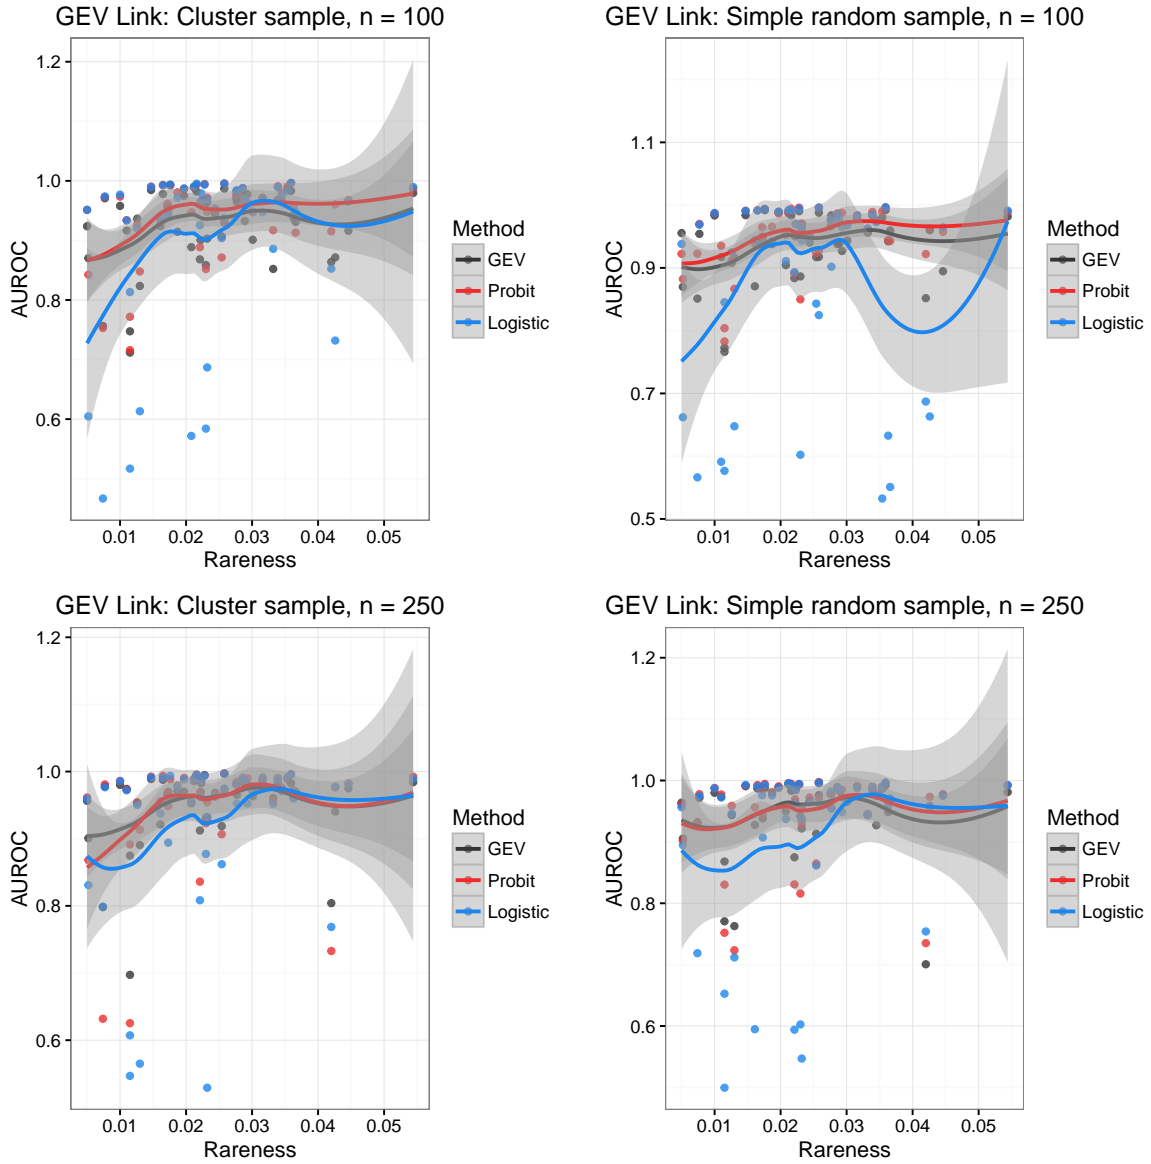 GEV Link: Cluster sample, n = 100
1.2
1.0
0.8
0.6
AUROC
0.01 0.02 0.03 0.04 0.05
Rareness
Method
GEV
Probit
Logistic
GEV Link: Simple random sample, n = 100
1.1
0.9
0.7
0.5
AUROC
0.01 0.02 0.03 0.04 0.05
Rareness
Method
GEV
Probit
Logistic
GEV Link: Cluster sample, n = 250
1.2
1.0
0.8
0.6
AUROC
0.01 0.02 0.03 0.04 0.05
Rareness
Method
GEV
Probit
Logistic
GEV Link: Simple random sample, n = 250
1.2
1.0
0.8
0.6
AUROC
0.01 0.02 0.03 0.04 0.05
Rareness
Method
GEV
Probit
Logistic